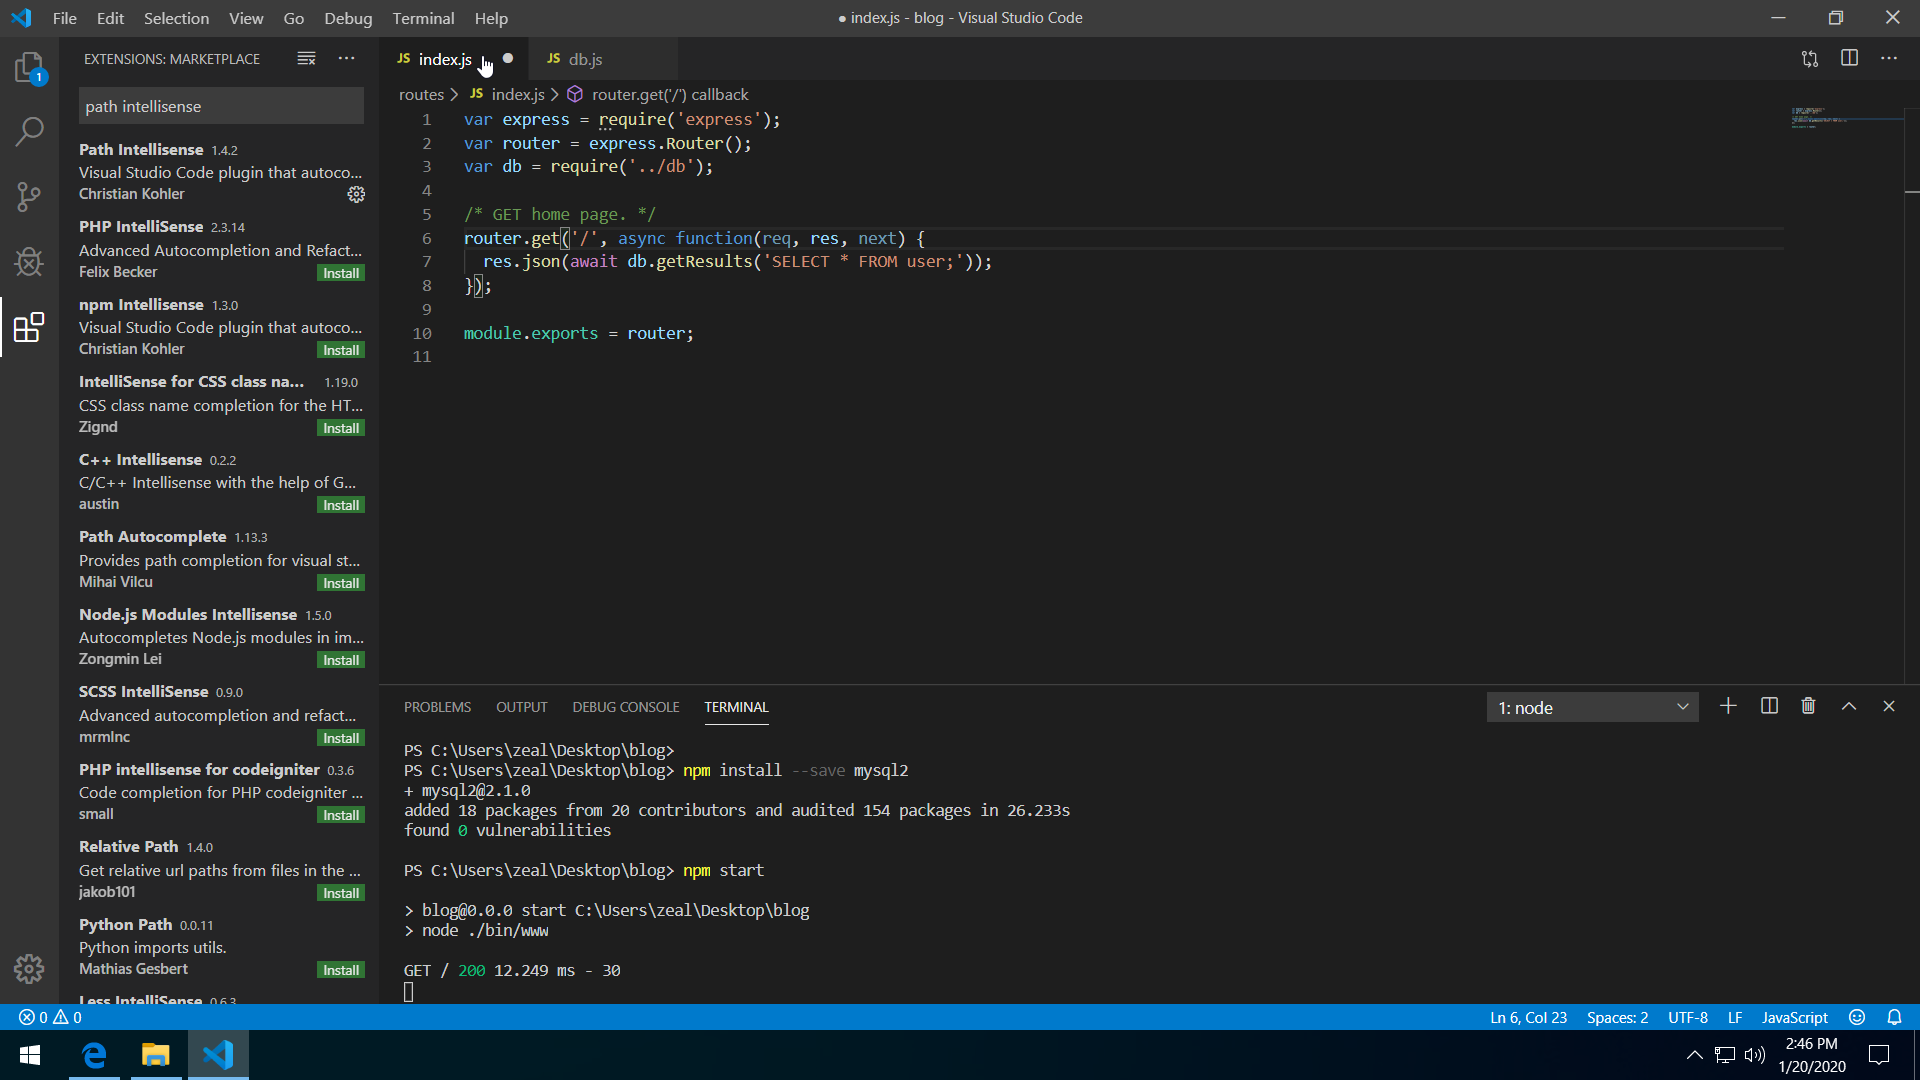 File Edit Selection View Go Debug Terminal Help
● index.js - blog - Visual Studio Code
EXTENSIONS: MARKETPLACE
path intellisense
Path Intellisense 1.4.2
Visual Studio Code plugin that autoco...
Christian Kohler
PHP IntelliSense 2.3.14
Advanced Autocompletion and Refact...
Felix Becker Install
npm Intellisense 1.3.0
Visual Studio Code plugin that autoco...
Christian Kohler Install
IntelliSense for CSS class na... 1.19.0
CSS class name completion for the HT...
Zignd Install
C++ Intellisense 0.2.2
C/C++ Intellisense with the help of G...
austin Install
Path Autocomplete 1.13.3
Provides path completion for visual st...
Mihai Vilcu Install
Node.js Modules Intellisense 1.5.0
Autocompletes Node.js modules in im...
Zongmin Lei Install
SCSS IntelliSense 0.9.0
Advanced autocompletion and refact...
mrmlnc Install
PHP intellisense for codeigniter 0.3.6
Code completion for PHP codeigniter ...
small Install
Relative Path 1.4.0
Get relative url paths from files in the ...
jakob101 Install
Python Path 0.0.11
Python imports utils.
Mathias Gesbert Install
Less IntelliSense 0.6.3
1
JS index.js ●
JS db.js
routes > JS index.js > router.get('/') callback
1 var express = require('express');
2 var router = express.Router();
3 var db = require('../db');
4
5 /* GET home page. */
6 router.get('/', async function(req, res, next) {
7 res.json(await db.getResults('SELECT * FROM user;'));
8 });
9
10 module.exports = router;
11
PROBLEMS OUTPUT DEBUG CONSOLE TERMINAL
1: node
PS C:\Users\zeal\Desktop\blog>
PS C:\Users\zeal\Desktop\blog> npm install --save mysql2
+ mysql2@2.1.0
added 18 packages from 20 contributors and audited 154 packages in 26.233s
found 0 vulnerabilities
PS C:\Users\zeal\Desktop\blog> npm start
> blog@0.0.0 start C:\Users\zeal\Desktop\blog
> node ./bin/www
GET / 200 12.249 ms - 30
0 0
Ln 6, Col 23 Spaces: 2 UTF-8 LF JavaScript
2:46 PM
1/20/2020